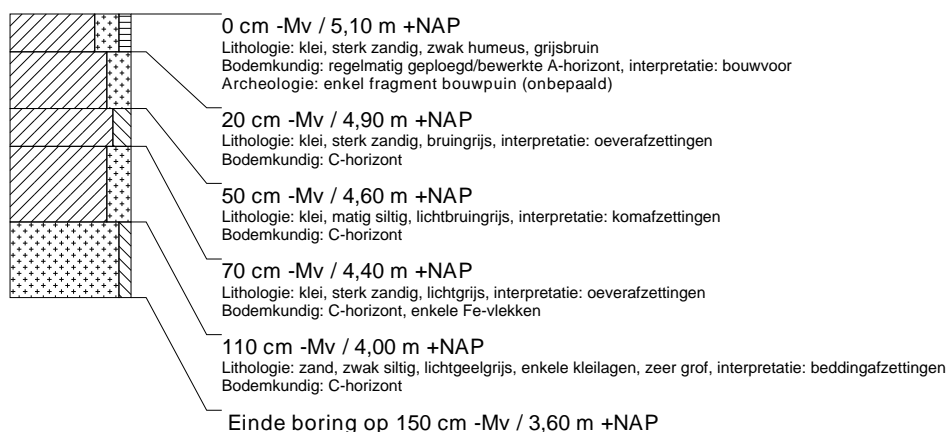 0 cm -Mv / 5,10 m +NAP
Lithologie: klei, sterk zandig, zwak humeus, grijsbruin
Bodemkundig: regelmatig geploegd/bewerkte A-horizont, interpretatie: bouwvoor
Archeologie: enkel fragment bouwpuin (onbepaald)
20 cm -Mv / 4,90 m +NAP
Lithologie: klei, sterk zandig, bruingrijs, interpretatie: oeverafzettingen
Bodemkundig: C-horizont
50 cm -Mv / 4,60 m +NAP
Lithologie: klei, matig siltig, lichtbruingrijs, interpretatie: komafzettingen
Bodemkundig: C-horizont
70 cm -Mv / 4,40 m +NAP
Lithologie: klei, sterk zandig, lichtgrijs, interpretatie: oeverafzettingen
Bodemkundig: C-horizont, enkele Fe-vlekken
110 cm -Mv / 4,00 m +NAP
Lithologie: zand, zwak siltig, lichtgeelgrijs, enkele kleilagen, zeer grof, interpretatie: beddingafzettingen
Bodemkundig: C-horizont
Einde boring op 150 cm -Mv / 3,60 m +NAP